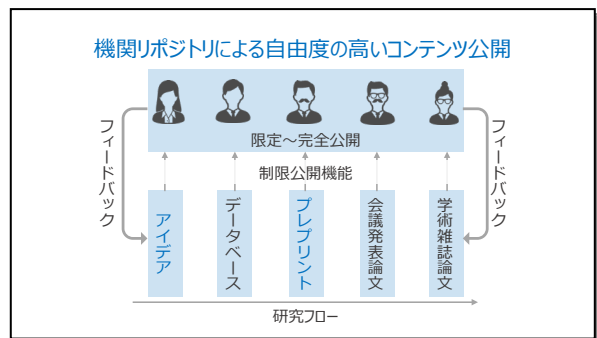 機関リポジトリによる自由度の高いコンテンツ公開
限定～完全公開
制限公開機能
フィードバック
アイデア
データベース
プレプリント
会議発表論文
学術雑誌論文
フィードバック
研究フロー